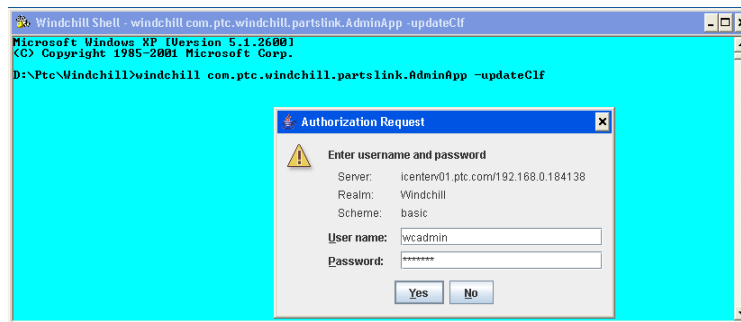 Windchill Shell - windchill com.ptc.windchill.partslink.AdminApp -updateClf
Microsoft Windows XP [Version 5.1.2600]
(C) Copyright 1985-2001 Microsoft Corp.
D:\Ptc\Windchill>windchill com.ptc.windchill.partslink.AdminApp -updateClf
Authorization Request
Enter username and password
Server: icenterv01.ptc.com/192.168.0.184138
Realm: Windchill
Scheme: basic
User name: wcadmin
Password: *******
Yes No